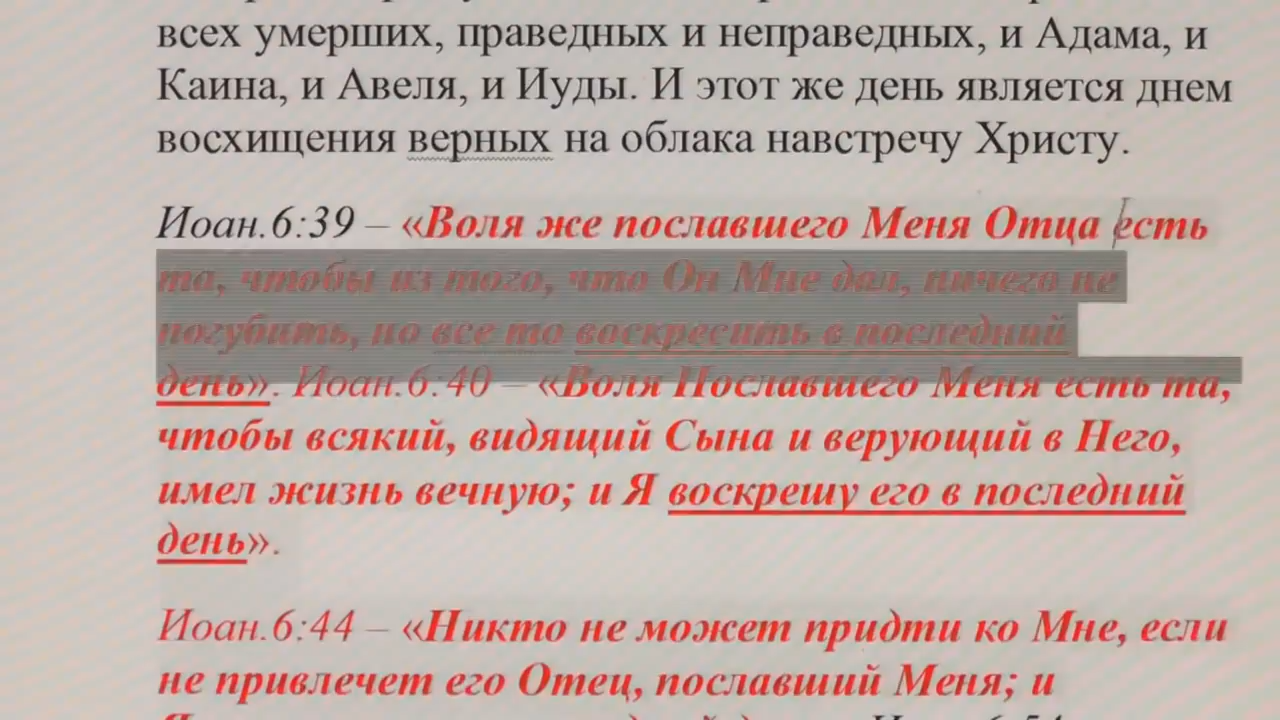 всех умерших, праведных и неправедных, и Адама, и
Каина, и Авеля, и Иуды. И этот же день является днем
восхищения верных на облака навстречу Христу.
Иоан.6:39 – «Воля же пославшего Меня Отца есть
та, чтобы из того, что Он Мне дал, ничего не
погубить, но все то воскресить в последний
день». Иоан.6:40 – «Воля Пославшего Меня есть та,
чтобы всякий, видящий Сына и верующий в Него,
имел жизнь вечную; и Я воскрешу его в последний
день».
Иоан.6:44 – «Никто не может придти ко Мне, если
не привлечет его Отец, пославший Меня; и